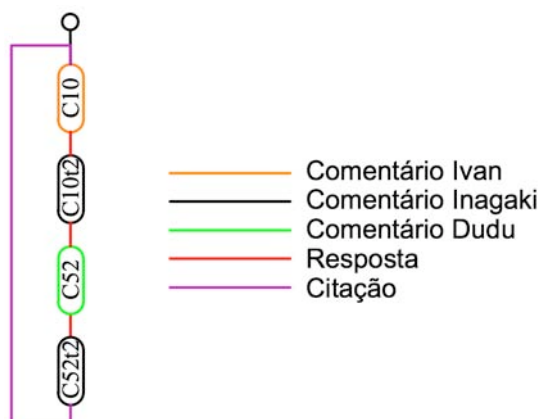 C10
C10t2
C52
C52t2
Comentário Ivan
Comentário Inagaki
Comentário Dudu
Resposta
Citação